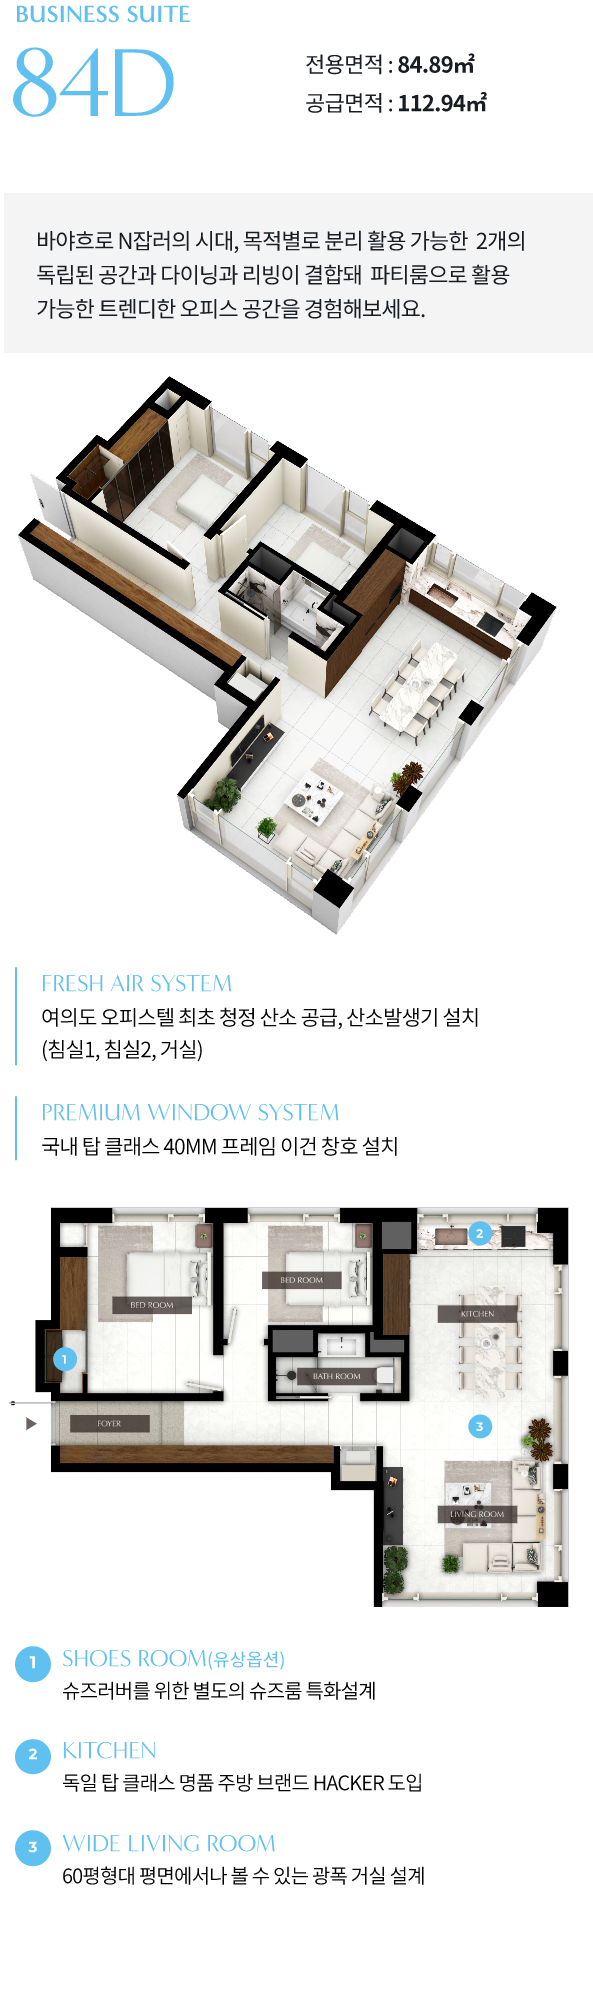 BUSINESS SUITE
84D
전용면적 : 84.89㎡
공급면적 : 112.94㎡
바야흐로 N잡러의 시대, 목적별로 분리 활용 가능한 2개의
독립된 공간과 다이닝과 리빙이 결합돼 파티룸으로 활용
가능한 트렌디한 오피스 공간을 경험해보세요.
FRESH AIR SYSTEM
여의도 오피스텔 최초 청정 산소 공급, 산소발생기 설치
(침실1, 침실2, 거실)
PREMIUM WINDOW SYSTEM
국내 탑 클래스 40MM 프레임 이건 창호 설치
2
BED ROOM
BED ROOM
KITCHEN
1
BATH ROOM
FOYER
3
LIVING ROOM
1 SHOES ROOM(유상옵션)
슈즈러버를 위한 별도의 슈즈룸 특화설계
2 KITCHEN
독일 탑 클래스 명품 주방 브랜드 HACKER 도입
3 WIDE LIVING ROOM
60평형대 평면에서나 볼 수 있는 광폭 거실 설계